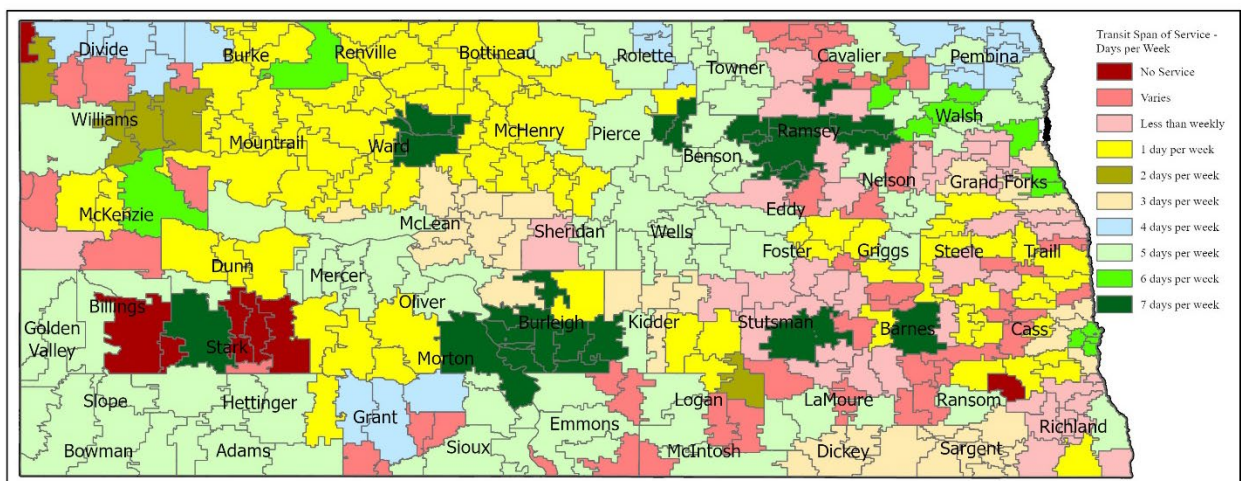 Transit Span of Service -
Days per Week
No Service
Varies
Less than weekly
1 day per week
2 days per week
3 days per week
4 days per week
5 days per week
6 days per week
7 days per week
Divide
Burke
Renville
Bottineau
Rolette
Towner
Cavalier
Pembina
Williams
Mountrail
Ward
McHenry
Pierce
Benson
Ramsey
Walsh
McKenzie
McLean
Sheridan
Wells
Eddy
Nelson
Grand Forks
Dunn
Mercer
Foster
Griggs
Steele
Traill
Billings
Oliver
Golden
Valley
Stark
Morton
Burleigh
Kidder
Stutsman
Barnes
Cass
Slope
Hettinger
Grant
Emmons
Logan
LaMoure
Ransom
Richland
Bowman
Adams
Sioux
McIntosh
Dickey
Sargent